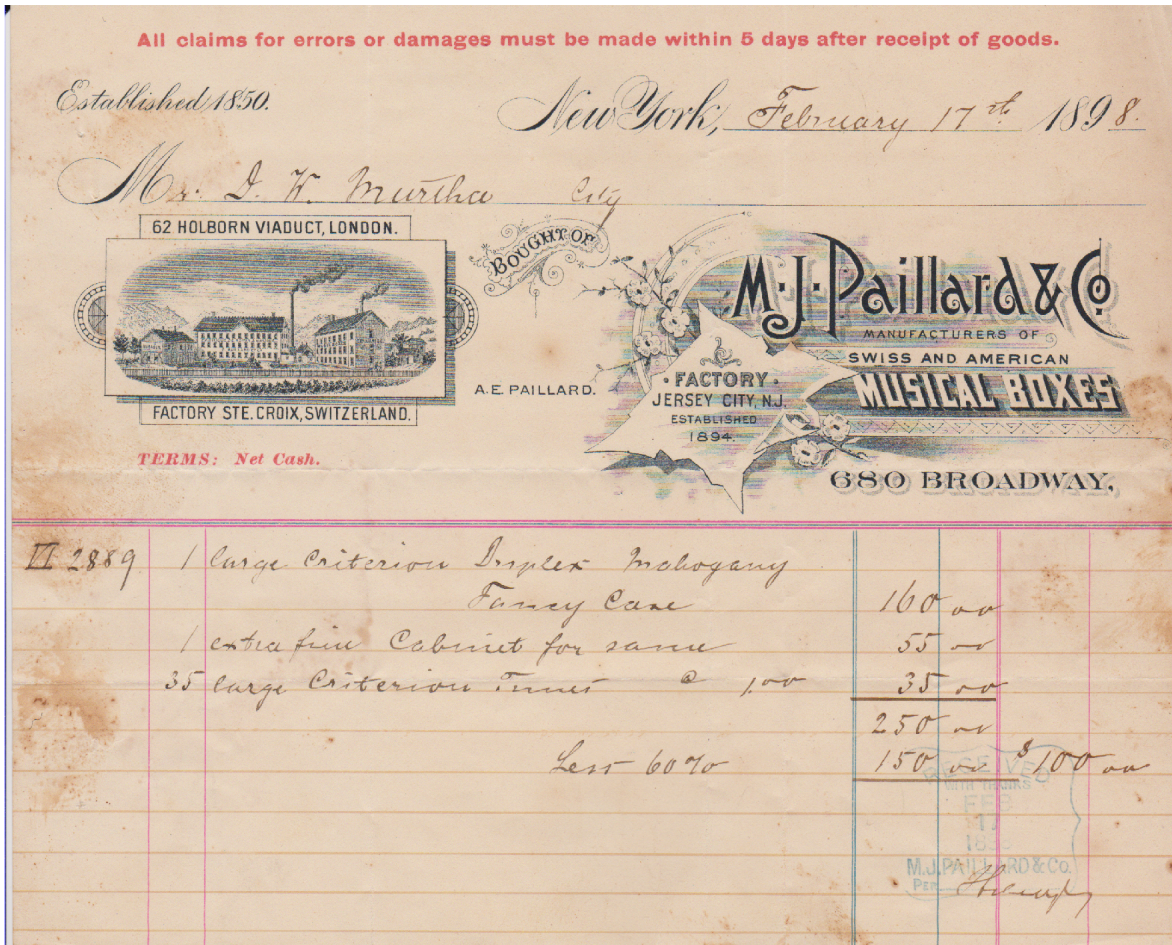 All claims for errors or damages must be made within 5 days after receipt of goods.
Established 1850.
New York, February 17th 1898.
Mr. D. W. Murtha City
62 HOLBORN VIADUCT, LONDON.
BOUGHT OF
M.J. Paillard & Co
MANUFACTURERS OF
SWISS AND AMERICAN
MUSICAL BOXES
A.E. PAILLARD.
· FACTORY ·
JERSEY CITY, N.J.
ESTABLISHED
1894.
FACTORY STE. CROIX, SWITZERLAND.
TERMS: Net Cash.
680 BROADWAY,
VI 2889 1 large Criterion Duplex Mahogany
Fancy Case 160 00
1 extra fine Cabinet for same 55 00
35 large Criterion Tunes @ 1.00 35 00
250 00
Less 60% 150 00 $100 00
RECEIVED
WITH THANKS
FEB
17
M.J. PAILLARD & Co.
PER